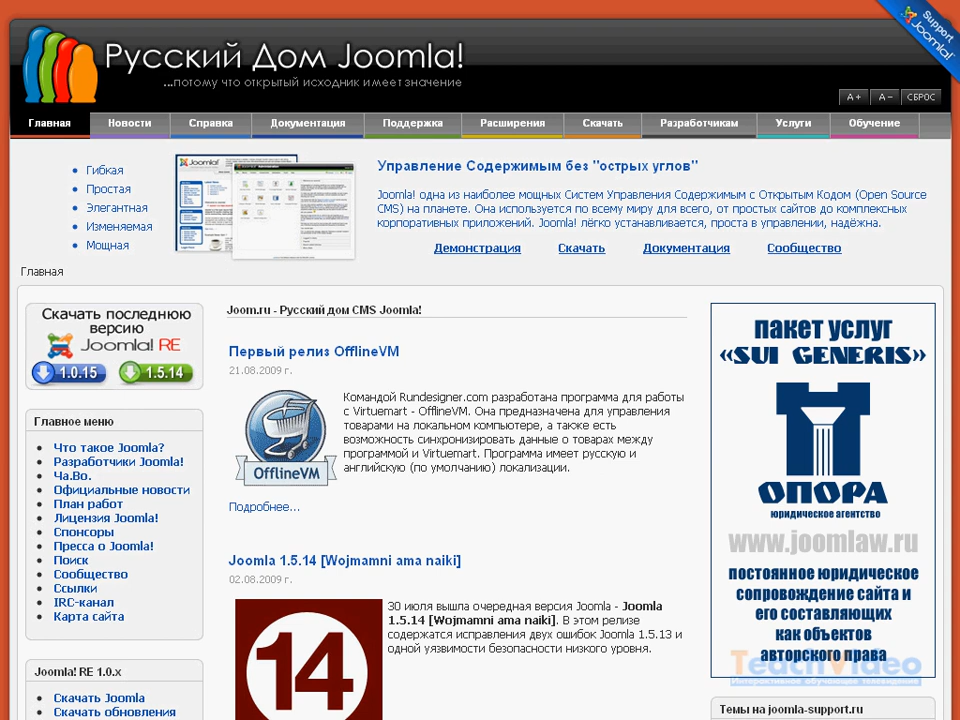 Русский Дом Joomla!
...потому что открытый исходник имеет значение
Support
Joomla!
A+ A- СБРОС
Главная Новости Справка Документация Поддержка Расширения Скачать Разработчикам Услуги Обучение
Гибкая
Простая
Элегантная
Изменяемая
Мощная
Joomla!
Управление Содержимым без "острых углов"
Joomla! одна из наиболее мощных Систем Управления Содержимым с Открытым Кодом (Open Source
CMS) на планете. Она используется по всему миру для всего, от простых сайтов до комплексных
корпоративных приложений. Joomla! лёгко устанавливается, проста в управлении, надёжна.
Демонстрация Скачать Документация Сообщество
Главная
Скачать последнюю
версию
Joomla! RE
1.0.15 1.5.14
Главное меню
Что такое Joomla?
Разработчики Joomla!
Ча.Во.
Официальные новости
План работ
Лицензия Joomla!
Спонсоры
Пресса о Joomla!
Поиск
Сообщество
Ссылки
IRC-канал
Карта сайта
Joomla! RE 1.0.x
Скачать Joomla
Скачать обновления
Joom.ru - Русский дом CMS Joomla!
Первый релиз OfflineVM
21.08.2009 г.
OfflineVM
Командой Rundesigner.com разработана программа для работы
с Virtuemart - OfflineVM. Она предназначена для управления
товарами на локальном компьютере, а также есть
возможность синхронизировать данные о товарах между
программой и Virtuemart. Программа имеет русскую и
английскую (по умолчанию) локализации.
Подробнее...
Joomla 1.5.14 [Wojmamni ama naiki]
02.08.2009 г.
14
30 июля вышла очередная версия Joomla - Joomla
1.5.14 [Wojmamni ama naiki]. В этом релизе
содержатся исправления двух ошибок Joomla 1.5.13 и
одной уязвимости безопасности низкого уровня.
пакет услуг
«SUI GENERIS»
ОПОРА
юридическое агентство
www.joomlaw.ru
постоянное юридическое
сопровождение сайта и
его составляющих
как объектов
авторского права
TeachVideo
Интерактивное обучающее телевидение
Темы на joomla-support.ru